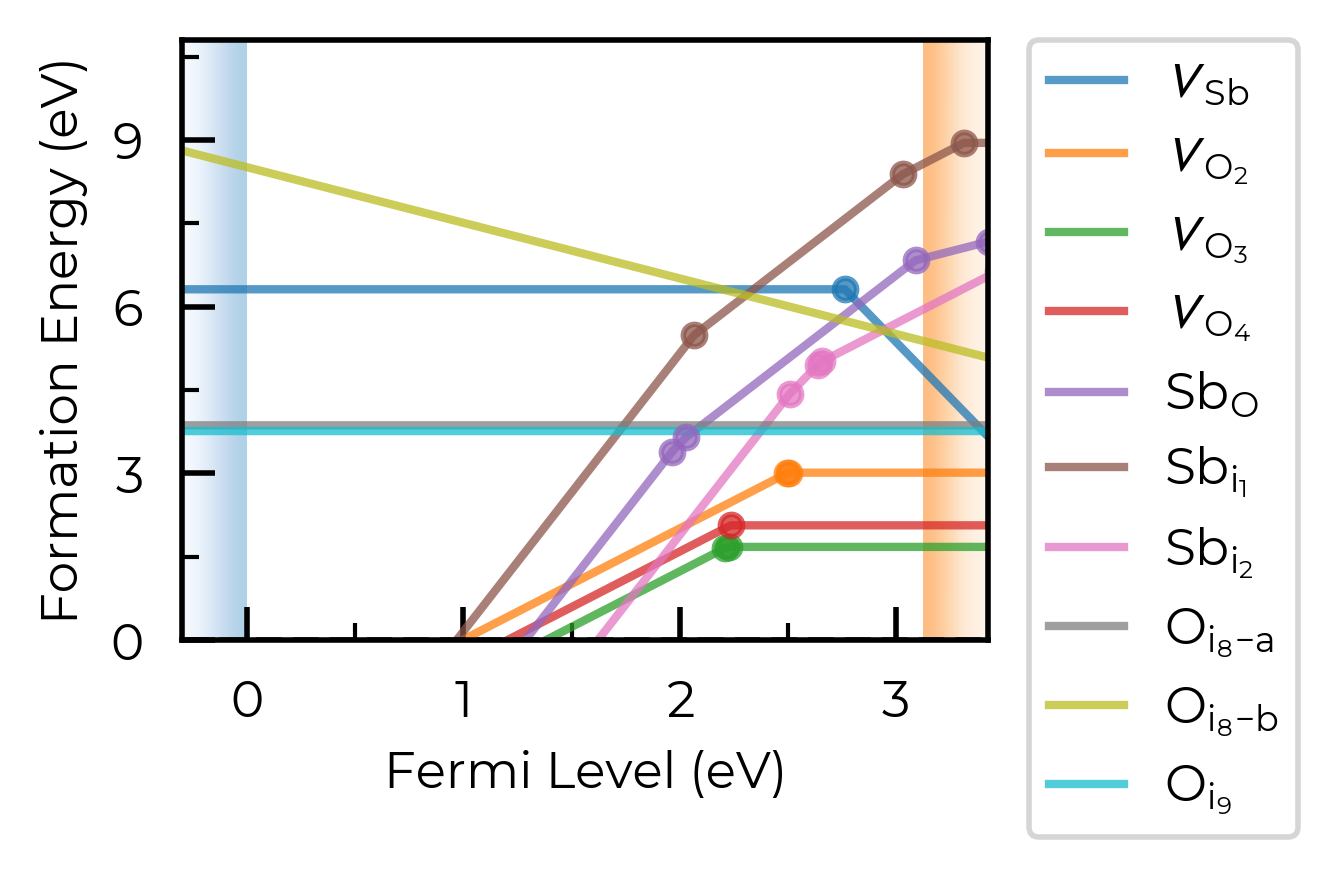 Formation Energy (eV)
9
6
3
0
0 1 2 3
Fermi Level (eV)
V_Sb
V_O₂
V_O₃
V_O₄
Sb_O
Sb_i₁
Sb_i₂
O_i₈-a
O_i₈-b
O_i₉